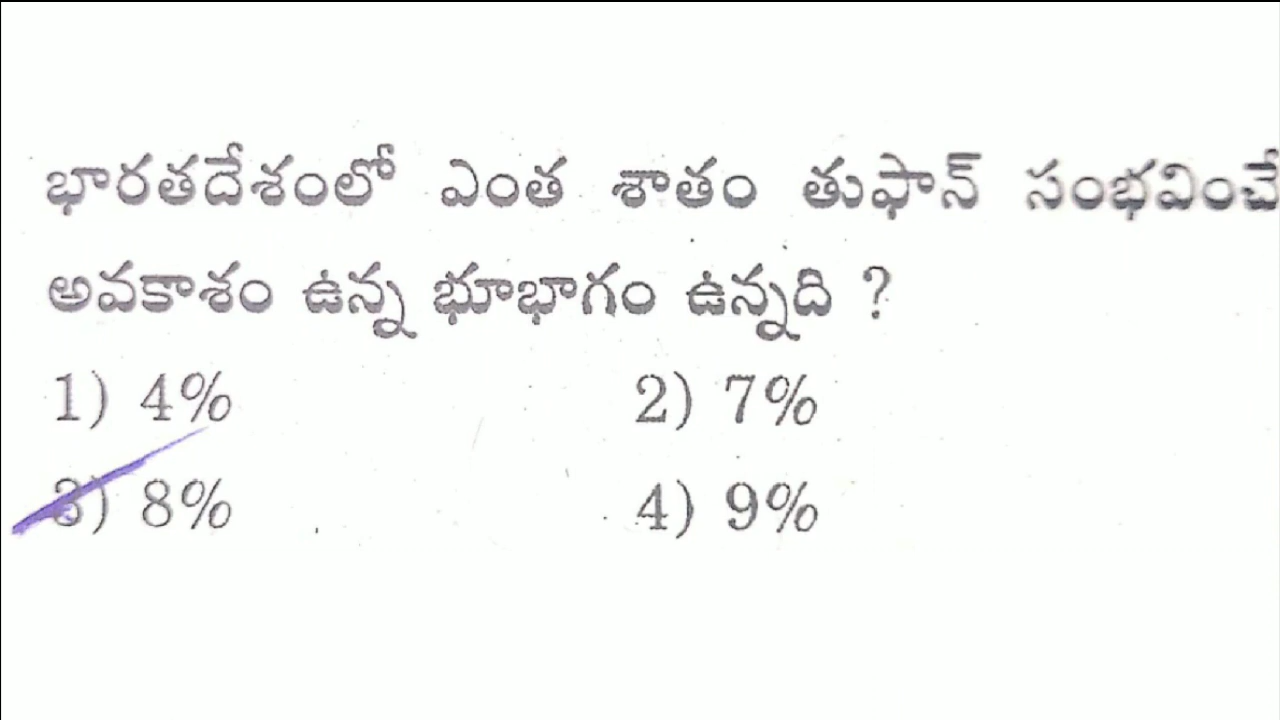 భారతదేశంలో ఎంత శాతం తుఫాన్ సంభవించే
అవకాశం ఉన్న భూభాగం ఉన్నది ?
1) 4% 2) 7%
3) 8% 4) 9%